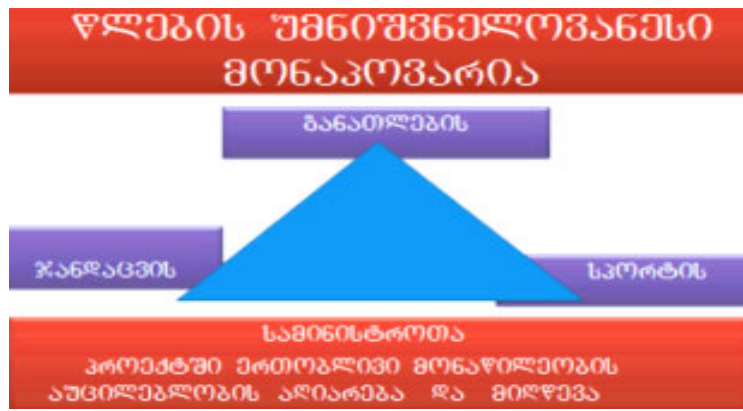 წლების უმნიშვნელოვანესი
მონაპოვარია
განათლების
ჯანდაცვის
სპორტის
სამინისტროთა
პროექტში ერთობლივი მონაწილეობის
აუცილებლობის აღიარება და მიღწევა